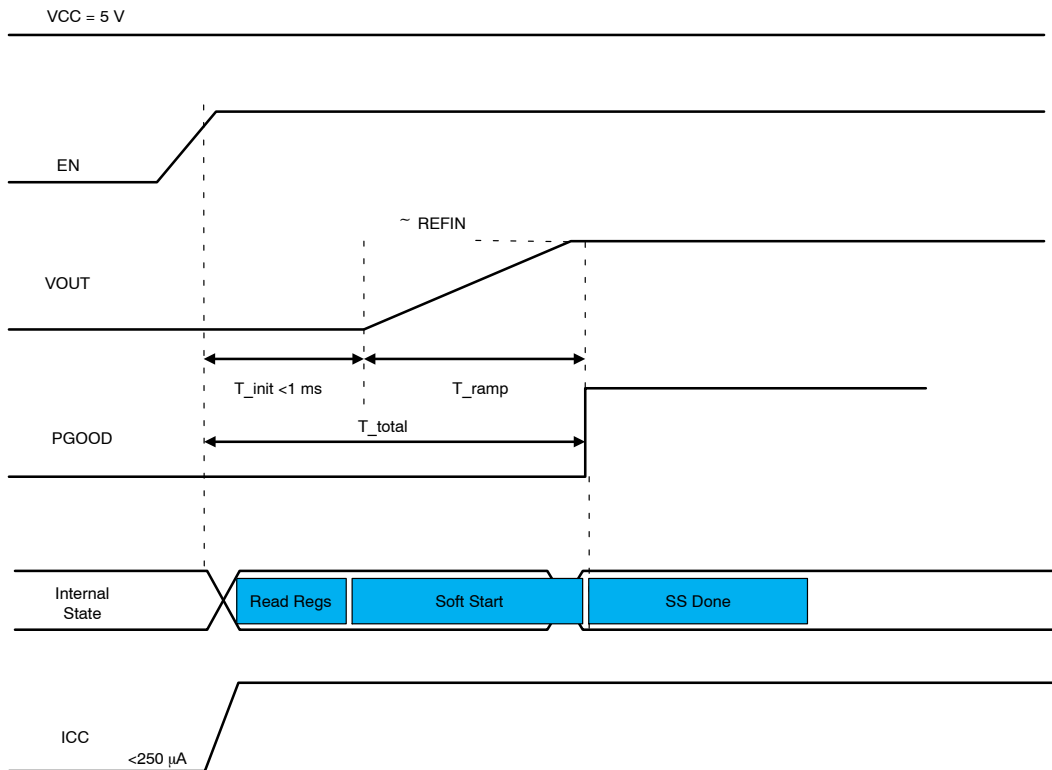 VCC = 5 V
EN
~ REFIN
VOUT
T_init <1 ms
T_ramp
T_total
PGOOD
Internal
State
Read Regs
Soft Start
SS Done
ICC
<250 μA